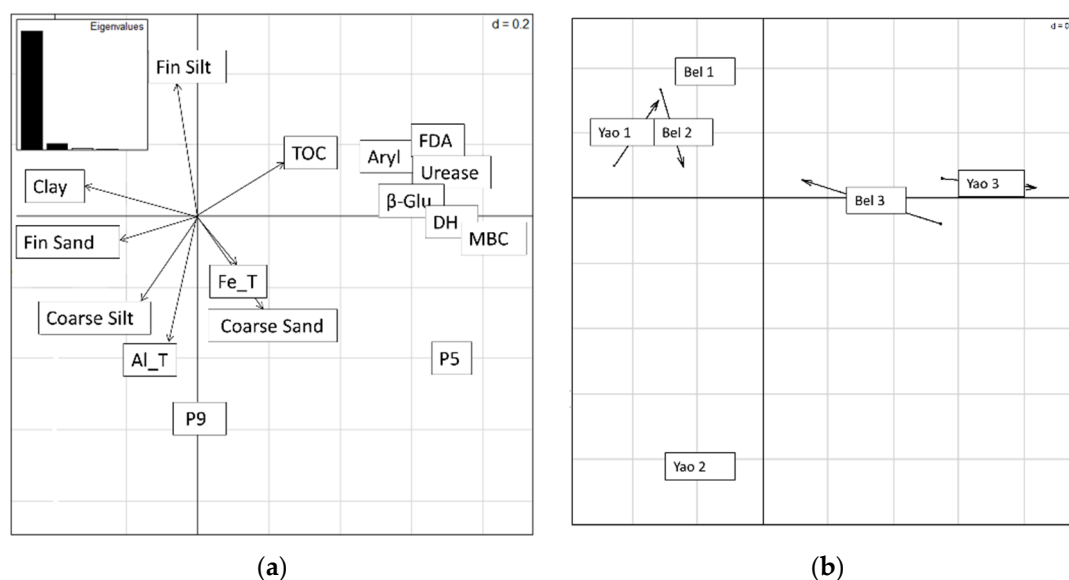 Eigenvalues
d = 0.2
Fin Silt
TOC
Aryl
FDA
Urease
Clay
β-Glu
DH
MBC
Fin Sand
Fe_T
Coarse Silt
Coarse Sand
Al_T
P5
P9
(a)
Bel 1
Yao 1
Bel 2
Yao 3
Bel 3
Yao 2
(b)